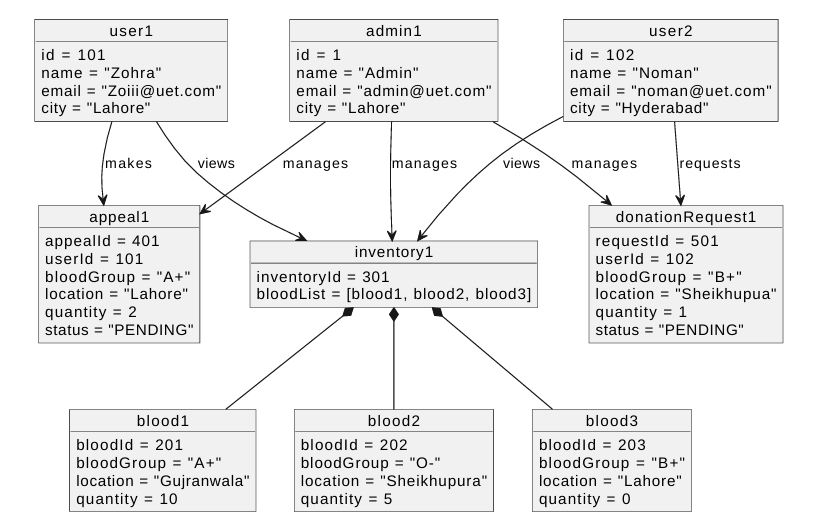 user1
id = 101
name = "Zohra"
email = "Zoiii@uet.com"
city = "Lahore"
admin1
id = 1
name = "Admin"
email = "admin@uet.com"
city = "Lahore"
user2
id = 102
name = "Noman"
email = "noman@uet.com"
city = "Hyderabad"
makes
views
manages
manages
views
manages
requests
appeal1
appealId = 401
userId = 101
bloodGroup = "A+"
location = "Lahore"
quantity = 2
status = "PENDING"
inventory1
inventoryId = 301
bloodList = [blood1, blood2, blood3]
donationRequest1
requestId = 501
userId = 102
bloodGroup = "B+"
location = "Sheikhupua"
quantity = 1
status = "PENDING"
blood1
bloodId = 201
bloodGroup = "A+"
location = "Gujranwala"
quantity = 10
blood2
bloodId = 202
bloodGroup = "O-"
location = "Sheikhupura"
quantity = 5
blood3
bloodId = 203
bloodGroup = "B+"
location = "Lahore"
quantity = 0